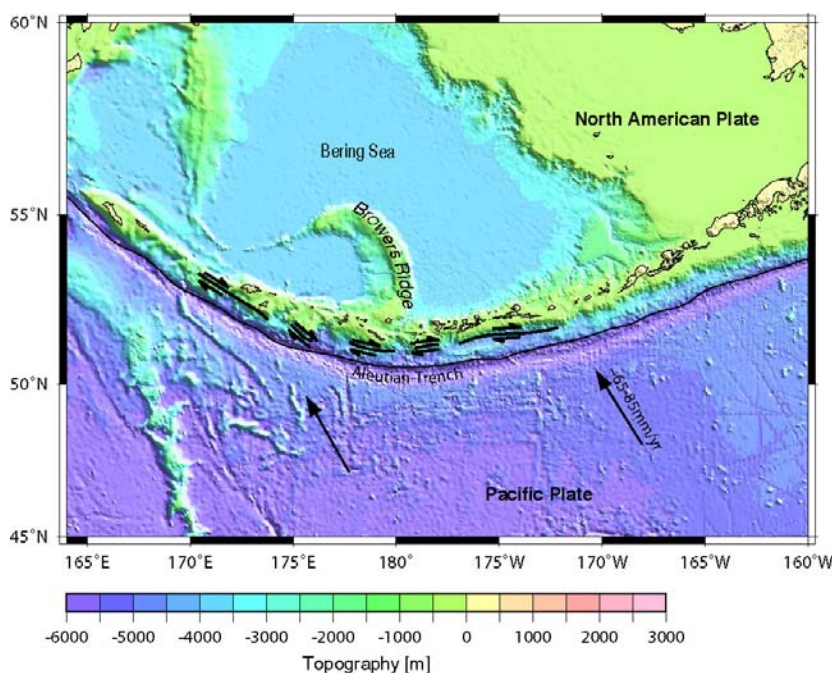 60°N
North American Plate
Bering Sea
55°N
Browers Ridge
50°N
Aleutian Trench
~65-85mm/yr
Pacific Plate
45°N
165°E 170°E 175°E 180° 175°W 170°W 165°W 160°W
-6000 -5000 -4000 -3000 -2000 -1000 0 1000 2000 3000
Topography [m]